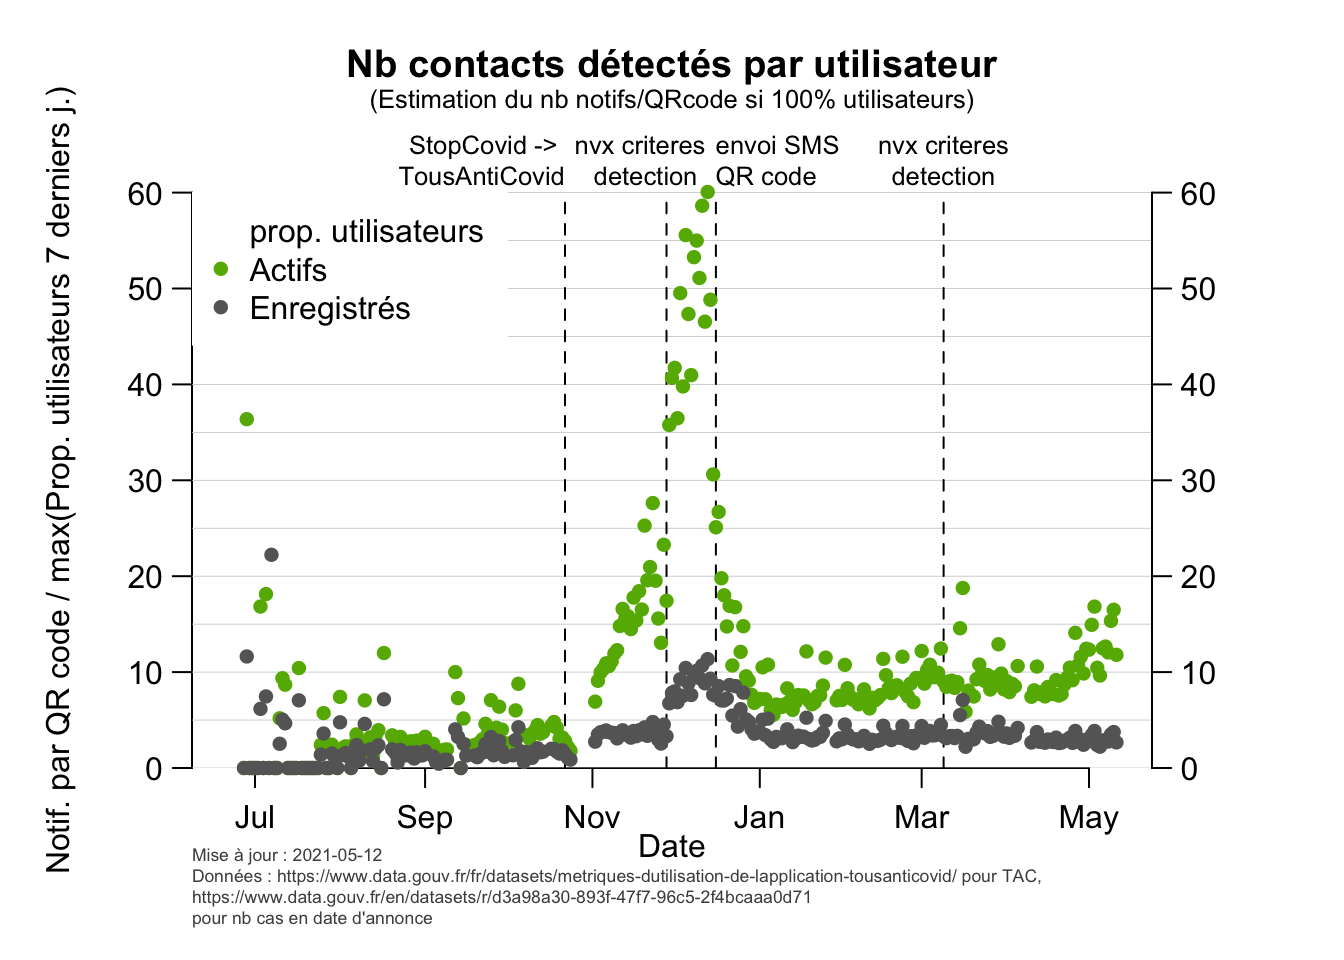 Nb contacts détectés par utilisateur
(Estimation du nb notifs/QRcode si 100% utilisateurs)
StopCovid ->
TousAntiCovid
nvx criteres
detection
envoi SMS
QR code
nvx criteres
detection
Notif. par QR code / max(Prop. utilisateurs 7 derniers j.)
60
50
40
30
20
10
0
prop. utilisateurs
Actifs
Enregistrés
60
50
40
30
20
10
0
Jul
Sep
Nov
Jan
Mar
May
Date
Mise à jour : 2021-05-12
Données : https://www.data.gouv.fr/fr/datasets/metriques-dutilisation-de-lapplication-tousanticovid/ pour TAC,
https://www.data.gouv.fr/en/datasets/r/d3a98a30-893f-47f7-96c5-2f4bcaaa0d71
pour nb cas en date d'annonce